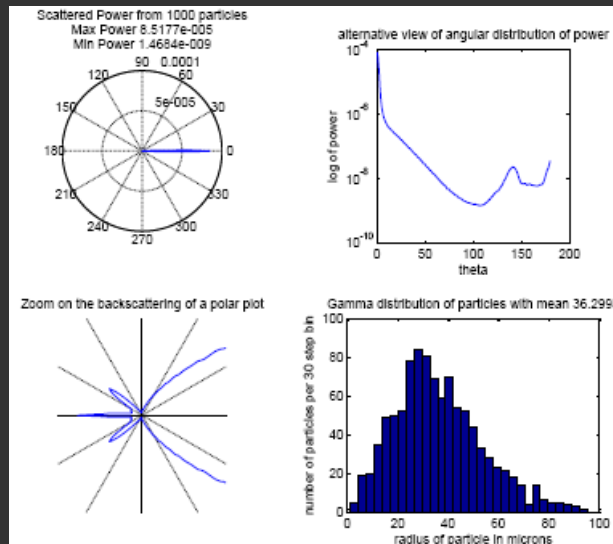 Scattered Power from 1000 particles
Max Power 8.5177e-005
Min Power 1.4684e-009
90 0.0001
120 60
5e-005
150 30
180 0
210 330
240 300
270
alternative view of angular distribution of power
10^-4
10^-6
10^-8
10^-10
log of power
0 50 100 150 200
theta
Zoom on the backscattering of a polar plot
Gamma distribution of particles with mean 36.299
100
80
60
40
20
0
number of particles per 30 step bin
0 20 40 60 80 100
radius of particle in microns